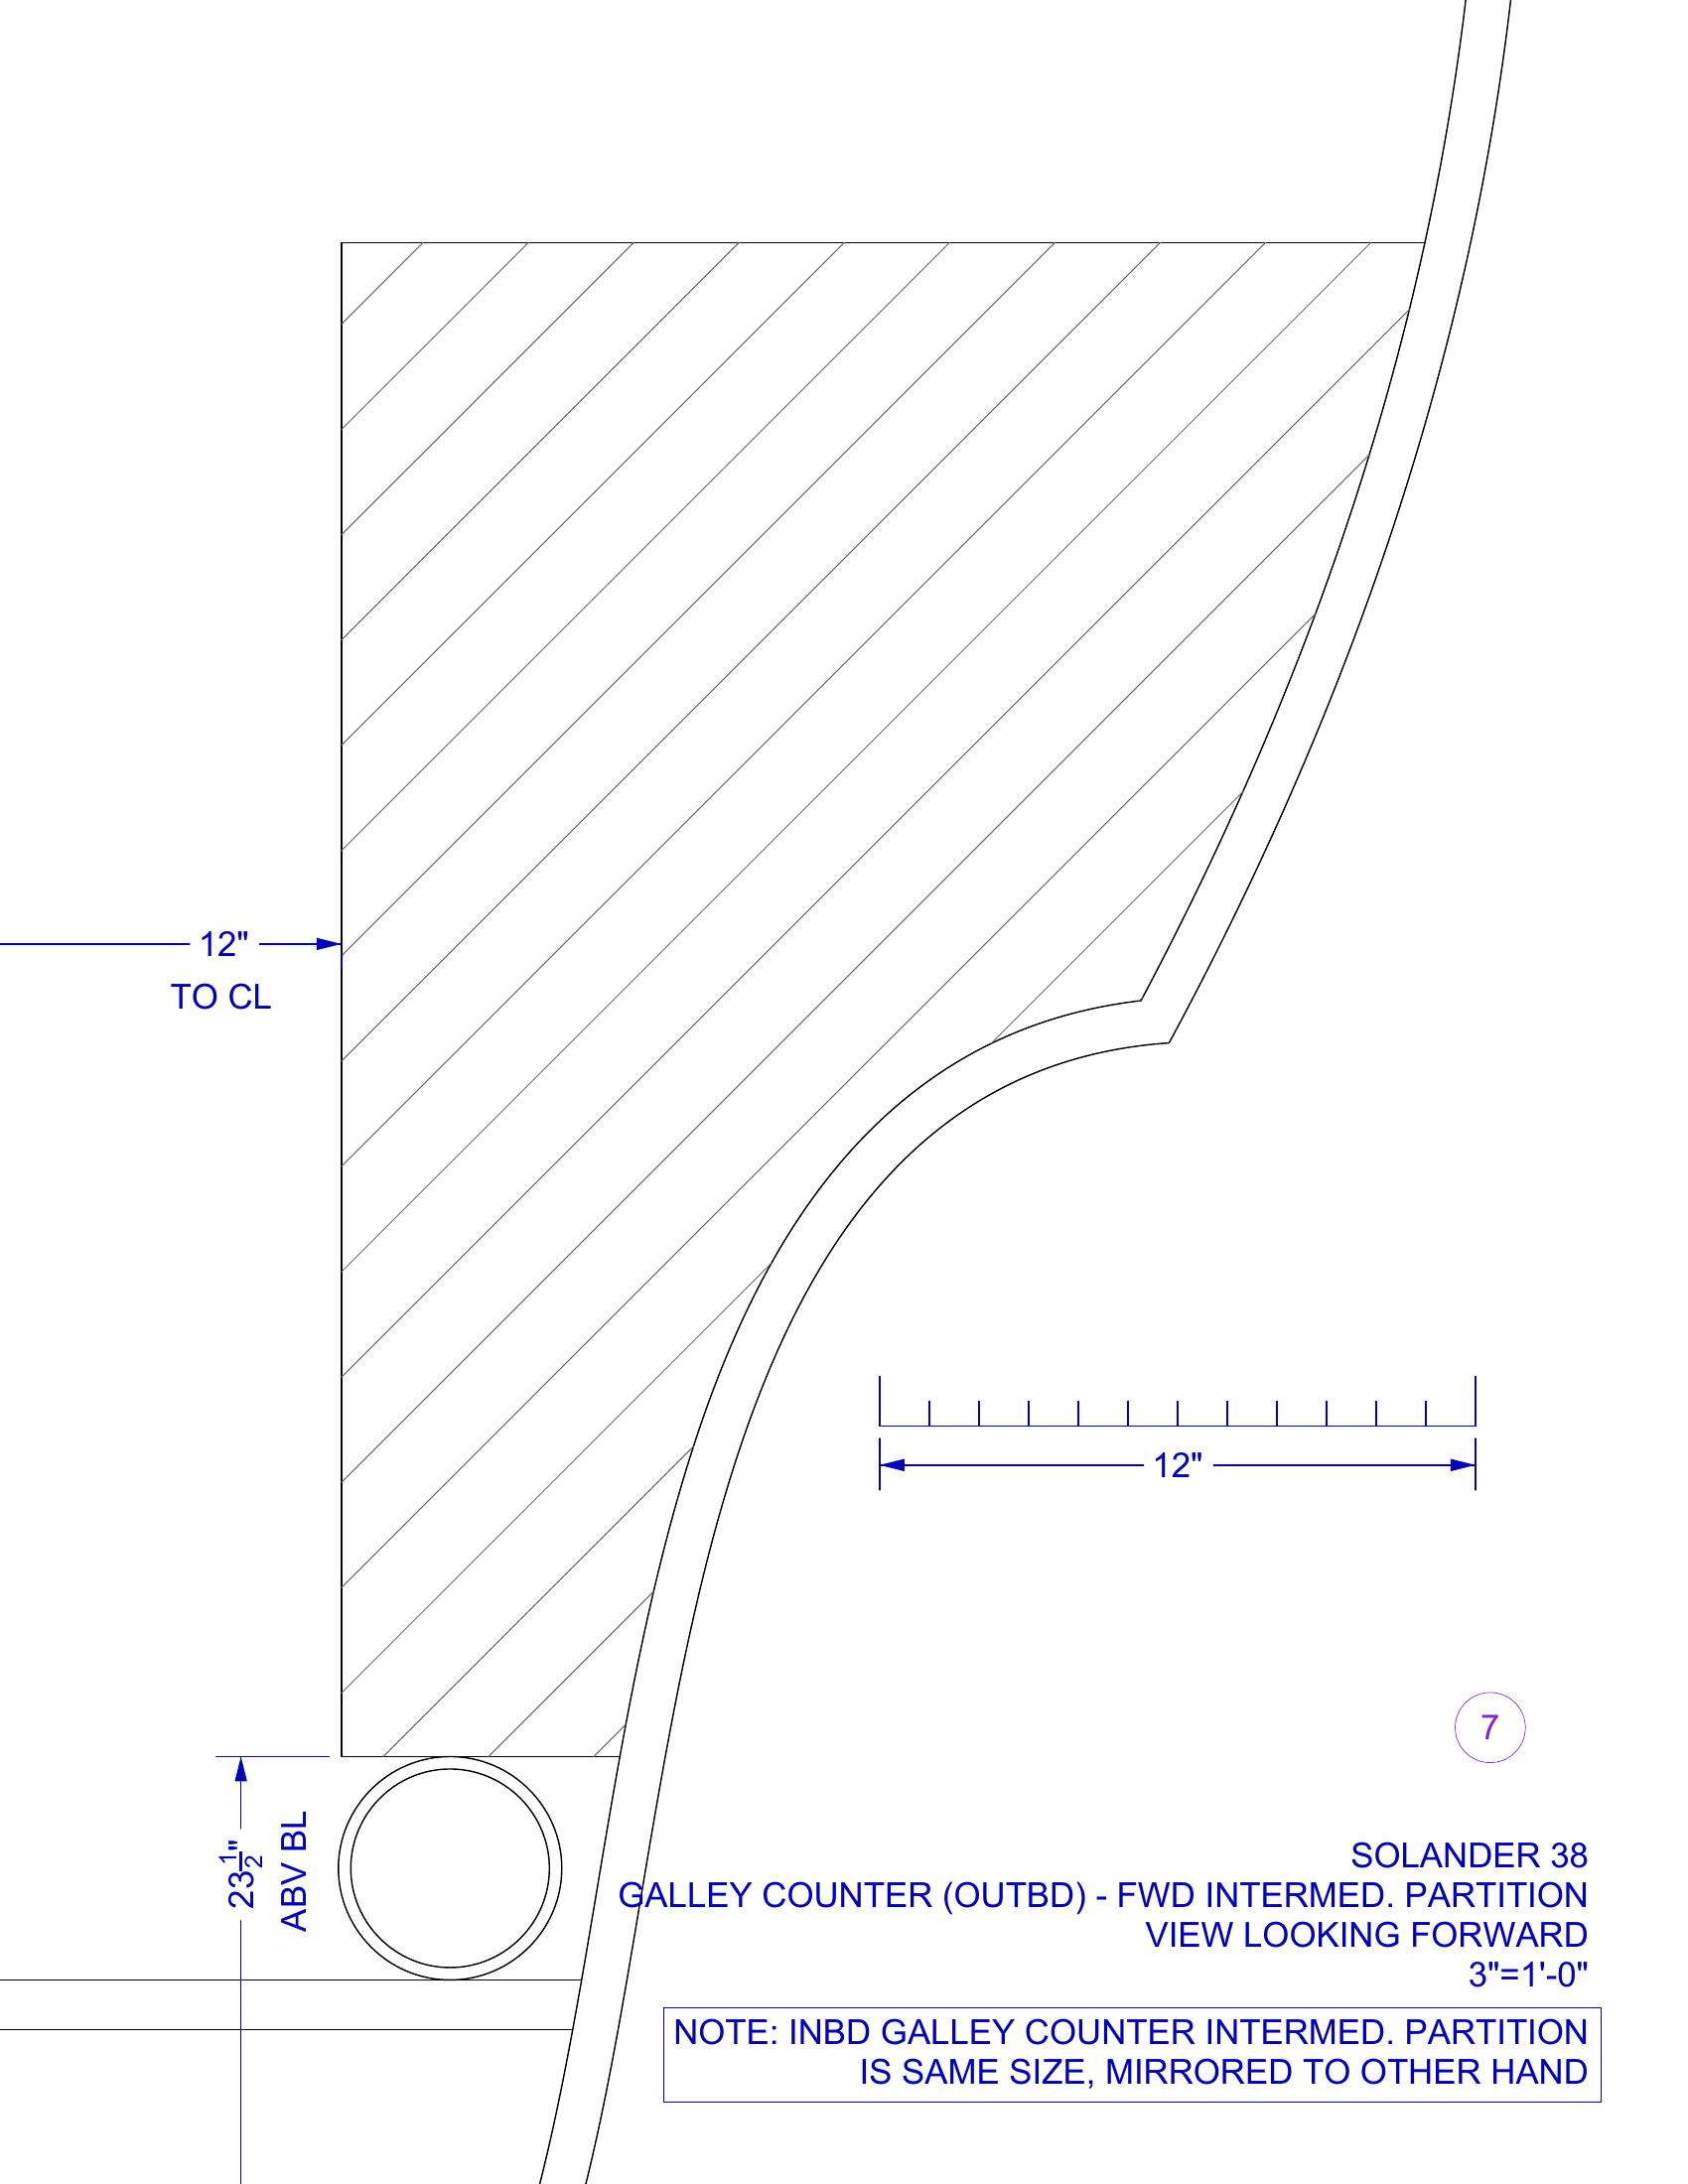 12"
TO CL
12"
7
23 1/2"
ABV BL
SOLANDER 38
GALLEY COUNTER (OUTBD) - FWD INTERMED. PARTITION
VIEW LOOKING FORWARD
3"=1'-0"
NOTE: INBD GALLEY COUNTER INTERMED. PARTITION
IS SAME SIZE, MIRRORED TO OTHER HAND